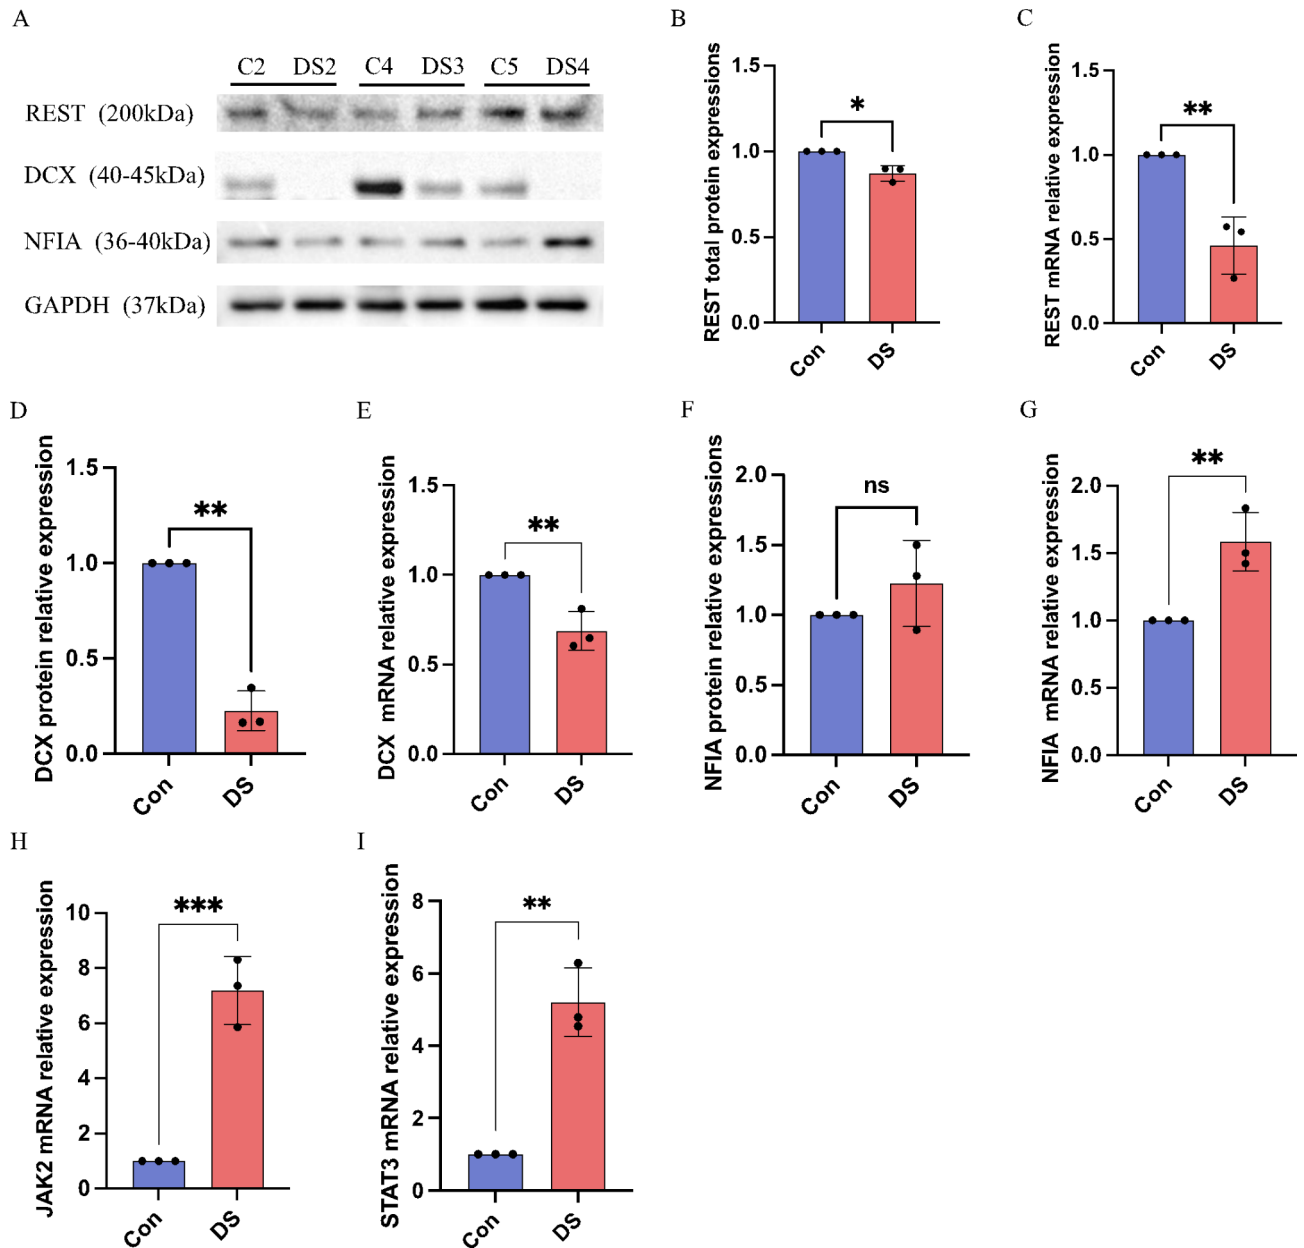 A
C2 DS2 C4 DS3 C5 DS4
REST (200kDa)
DCX (40-45kDa)
NFIA (36-40kDa)
GAPDH (37kDa)
B
REST total protein expressions
1.5
1.0
0.5
0.0
*
Con
DS
C
REST mRNA relative expression
1.5
1.0
0.5
0.0
**
Con
DS
D
DCX protein relative expression
1.5
1.0
0.5
0.0
**
Con
DS
E
DCX mRNA relative expression
1.5
1.0
0.5
0.0
**
Con
DS
F
NFIA protein relative expressions
2.0
1.5
1.0
0.5
0.0
ns
Con
DS
G
NFIA mRNA relative expression
2.0
1.5
1.0
0.5
0.0
**
Con
DS
H
JAK2 mRNA relative expression
10
8
6
4
2
0
***
Con
DS
I
STAT3 mRNA relative expression
8
6
4
2
0
**
Con
DS